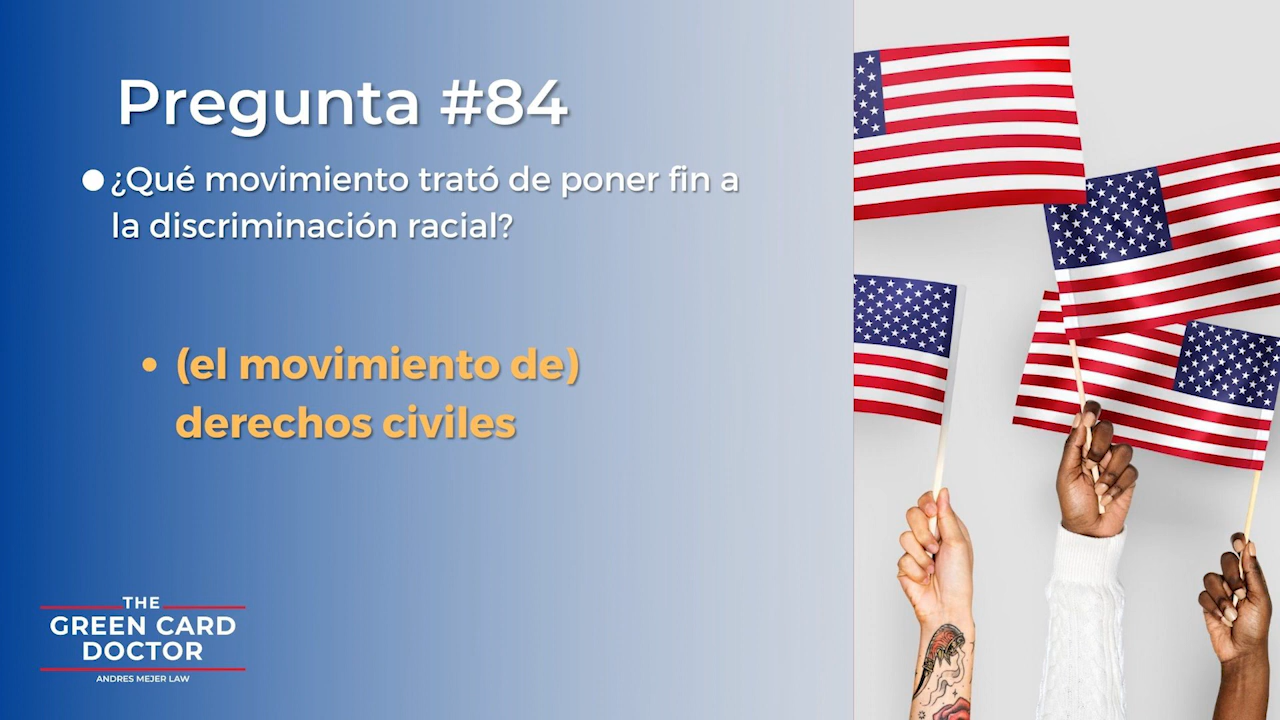 Pregunta #84
¿Qué movimiento trató de poner fin a
la discriminación racial?
(el movimiento de)
derechos civiles
THE
GREEN CARD
DOCTOR
ANDRES MEJER LAW